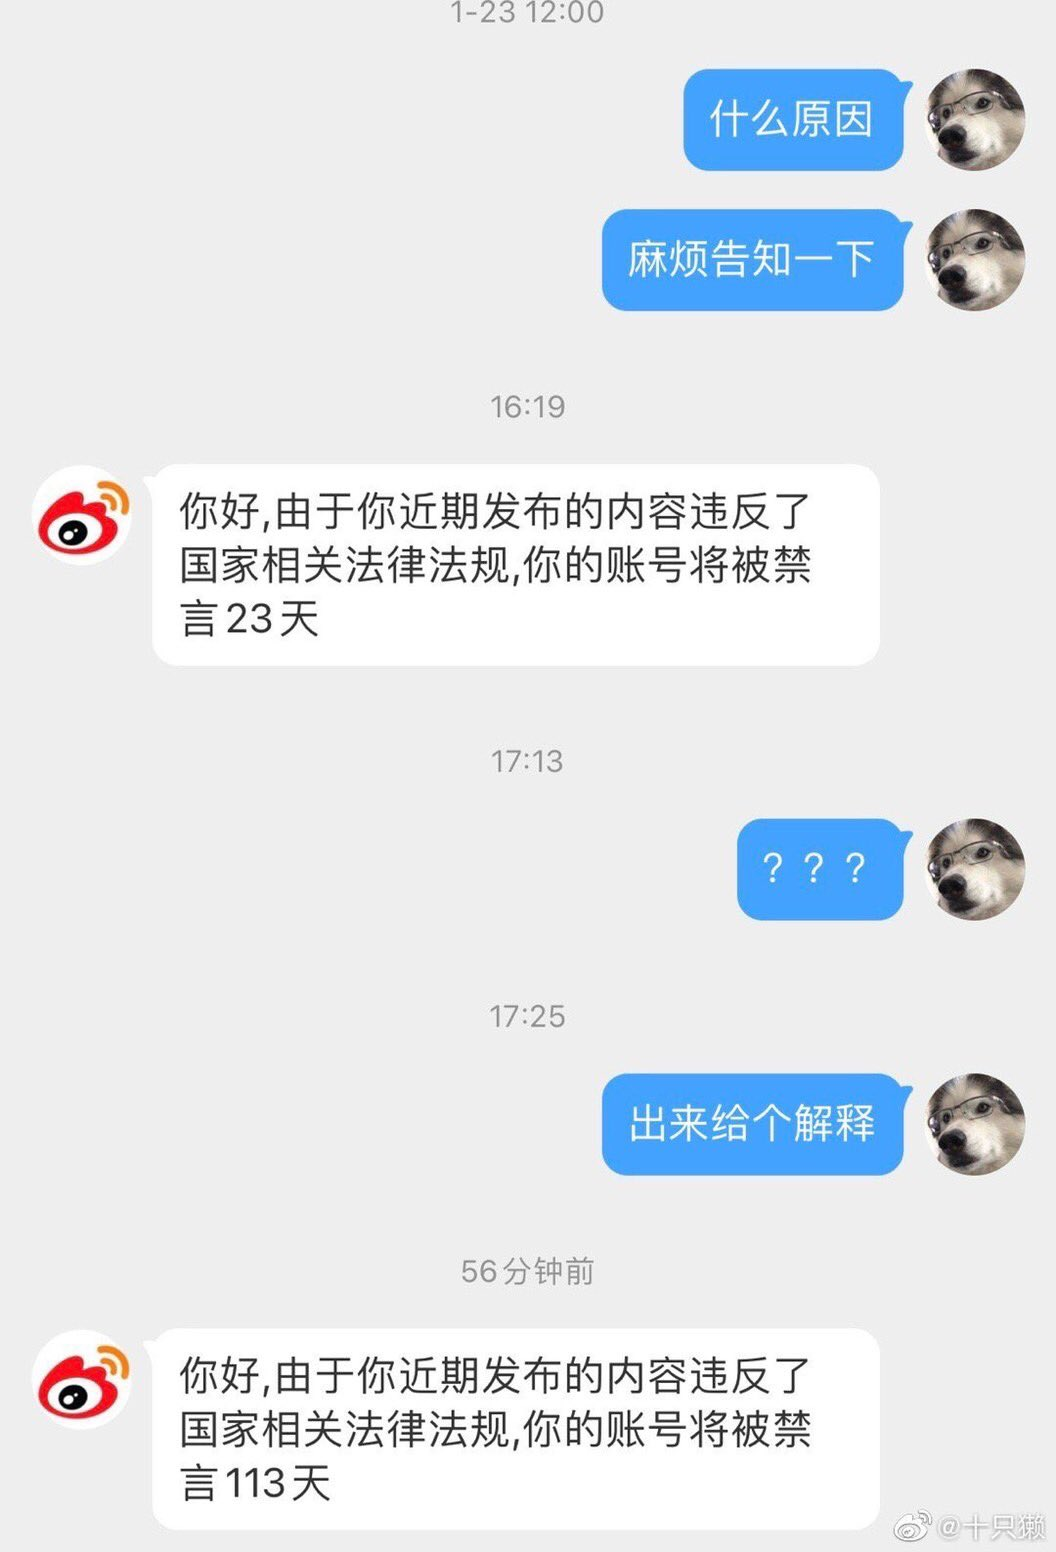 1-23 12:00
什么原因
麻烦告知一下
16:19
你好,由于你近期发布的内容违反了
国家相关法律法规,你的账号将被禁
言23天
17:13
？？？
17:25
出来给个解释
56分钟前
你好,由于你近期发布的内容违反了
国家相关法律法规,你的账号将被禁
言113天
@十只獭